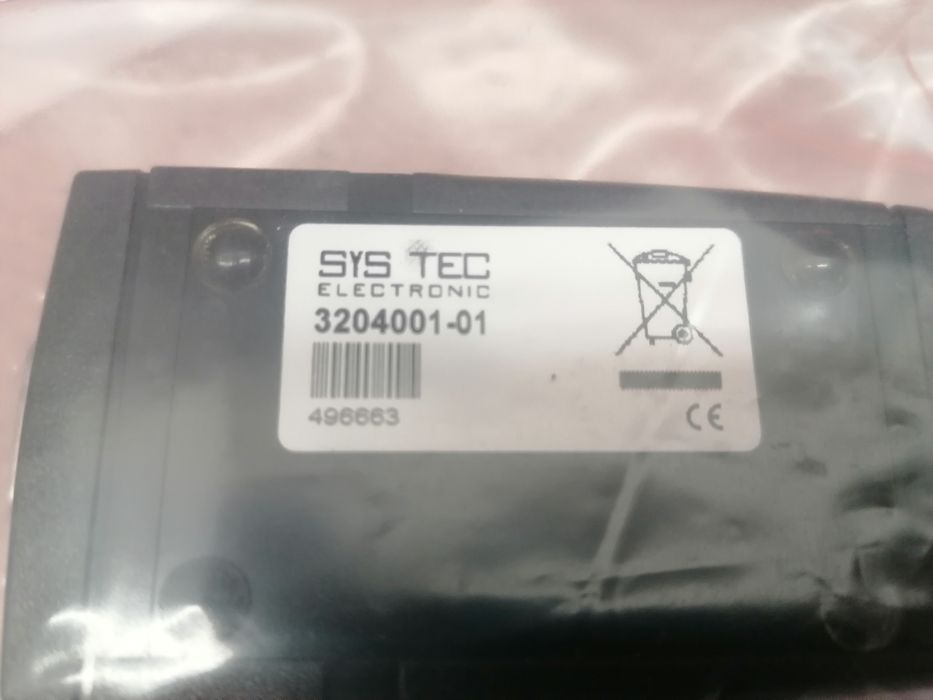 SYS TEC
ELECTRONIC
3204001-01
496663
CE